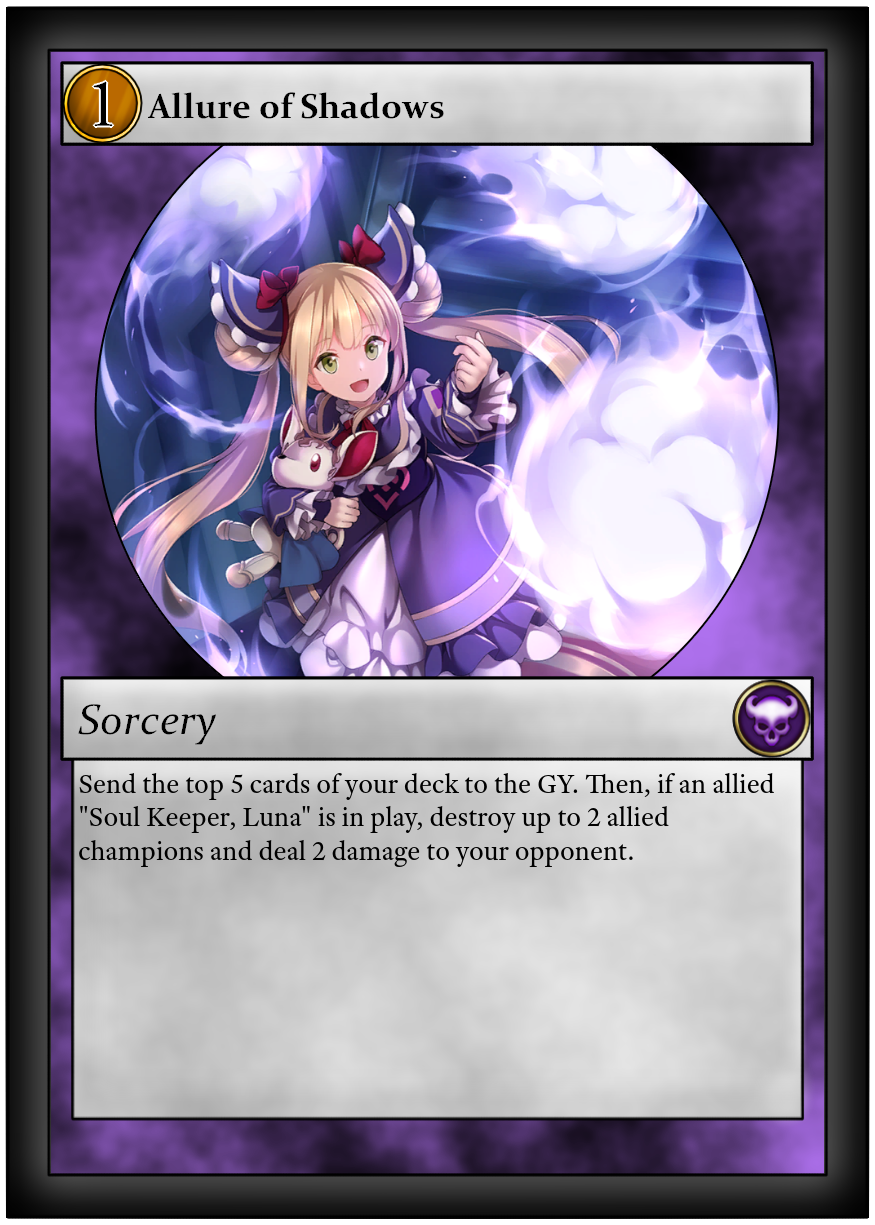 1 Allure of Shadows
Sorcery
Send the top 5 cards of your deck to the GY. Then, if an allied
"Soul Keeper, Luna" is in play, destroy up to 2 allied
champions and deal 2 damage to your opponent.